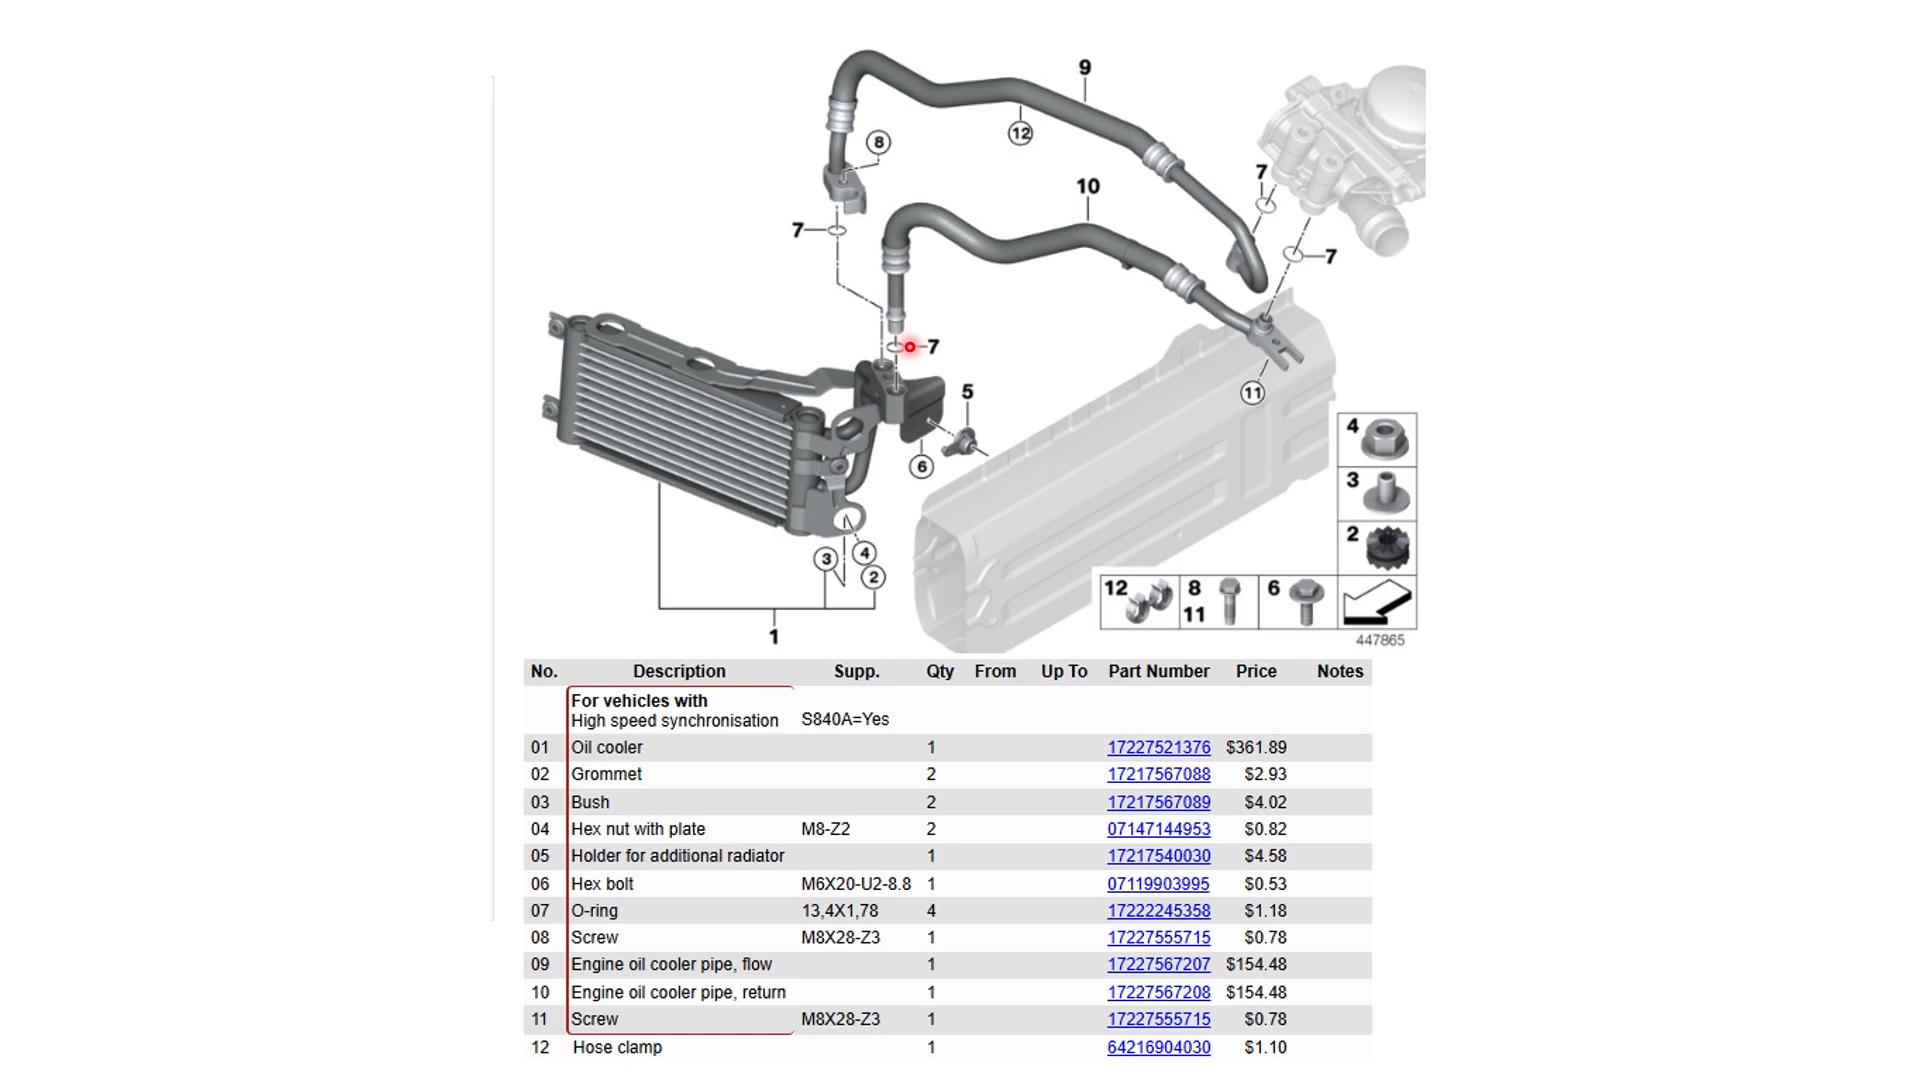 9
12
8
7
10
7
7
7
5
11
6
4
3
2
3
4
2
1
12
8
11
6
447865
No. Description Supp. Qty From Up To Part Number Price Notes
For vehicles with
High speed synchronisation S840A=Yes
01 Oil cooler 1 17227521376 $361.89
02 Grommet 2 17217567088 $2.93
03 Bush 2 17217567089 $4.02
04 Hex nut with plate M8-Z2 2 07147144953 $0.82
05 Holder for additional radiator 1 17217540030 $4.58
06 Hex bolt M6X20-U2-8.8 1 07119903995 $0.53
07 O-ring 13,4X1,78 4 17222245358 $1.18
08 Screw M8X28-Z3 1 17227555715 $0.78
09 Engine oil cooler pipe, flow 1 17227567207 $154.48
10 Engine oil cooler pipe, return 1 17227567208 $154.48
11 Screw M8X28-Z3 1 17227555715 $0.78
12 Hose clamp 1 64216904030 $1.10